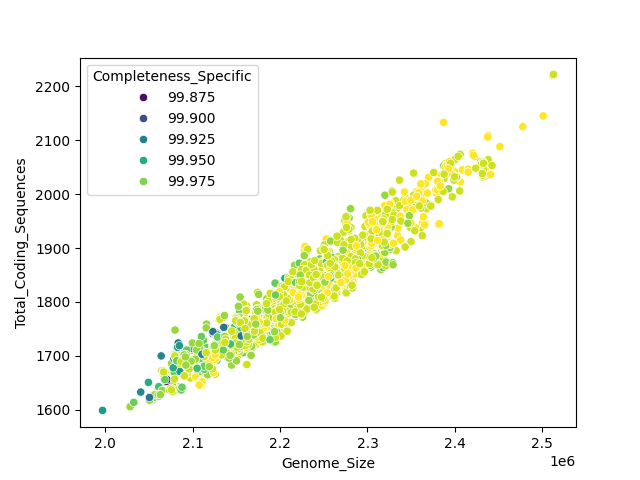 Completeness_Specific
99.875
99.900
99.925
99.950
99.975
2200
2100
2000
1900
1800
1700
1600
Total_Coding_Sequences
2.0 2.1 2.2 2.3 2.4 2.5
1e6
Genome_Size